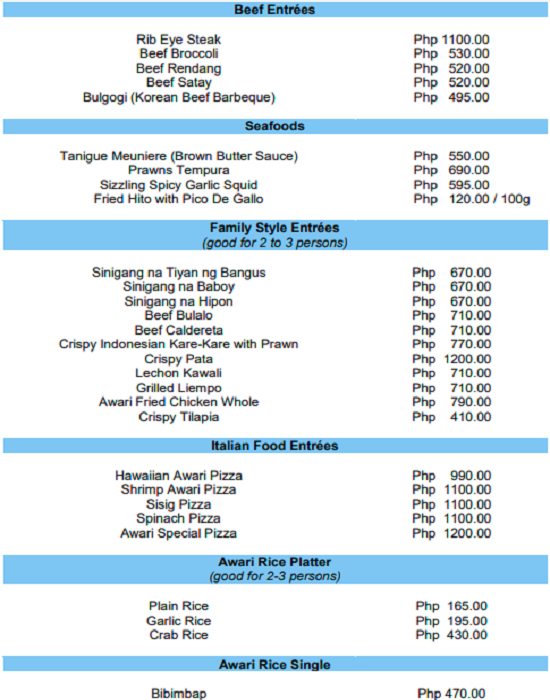 Beef Entrées
Rib Eye Steak Php 1100.00
Beef Broccoli Php 530.00
Beef Rendang Php 520.00
Beef Satay Php 520.00
Bulgogi (Korean Beef Barbeque) Php 495.00
Seafoods
Tanigue Meuniere (Brown Butter Sauce) Php 550.00
Prawns Tempura Php 690.00
Sizzling Spicy Garlic Squid Php 595.00
Fried Hito with Pico De Gallo Php 120.00 / 100g
Family Style Entrées
(good for 2 to 3 persons)
Sinigang na Tiyan ng Bangus Php 670.00
Sinigang na Baboy Php 670.00
Sinigang na Hipon Php 670.00
Beef Bulalo Php 710.00
Beef Caldereta Php 710.00
Crispy Indonesian Kare-Kare with Prawn Php 770.00
Crispy Pata Php 1200.00
Lechon Kawali Php 710.00
Grilled Liempo Php 710.00
Awari Fried Chicken Whole Php 790.00
Crispy Tilapia Php 410.00
Italian Food Entrées
Hawaiian Awari Pizza Php 990.00
Shrimp Awari Pizza Php 1100.00
Sisig Pizza Php 1100.00
Spinach Pizza Php 1100.00
Awari Special Pizza Php 1200.00
Awari Rice Platter
(good for 2-3 persons)
Plain Rice Php 165.00
Garlic Rice Php 195.00
Crab Rice Php 430.00
Awari Rice Single
Bibimbap Php 470.00